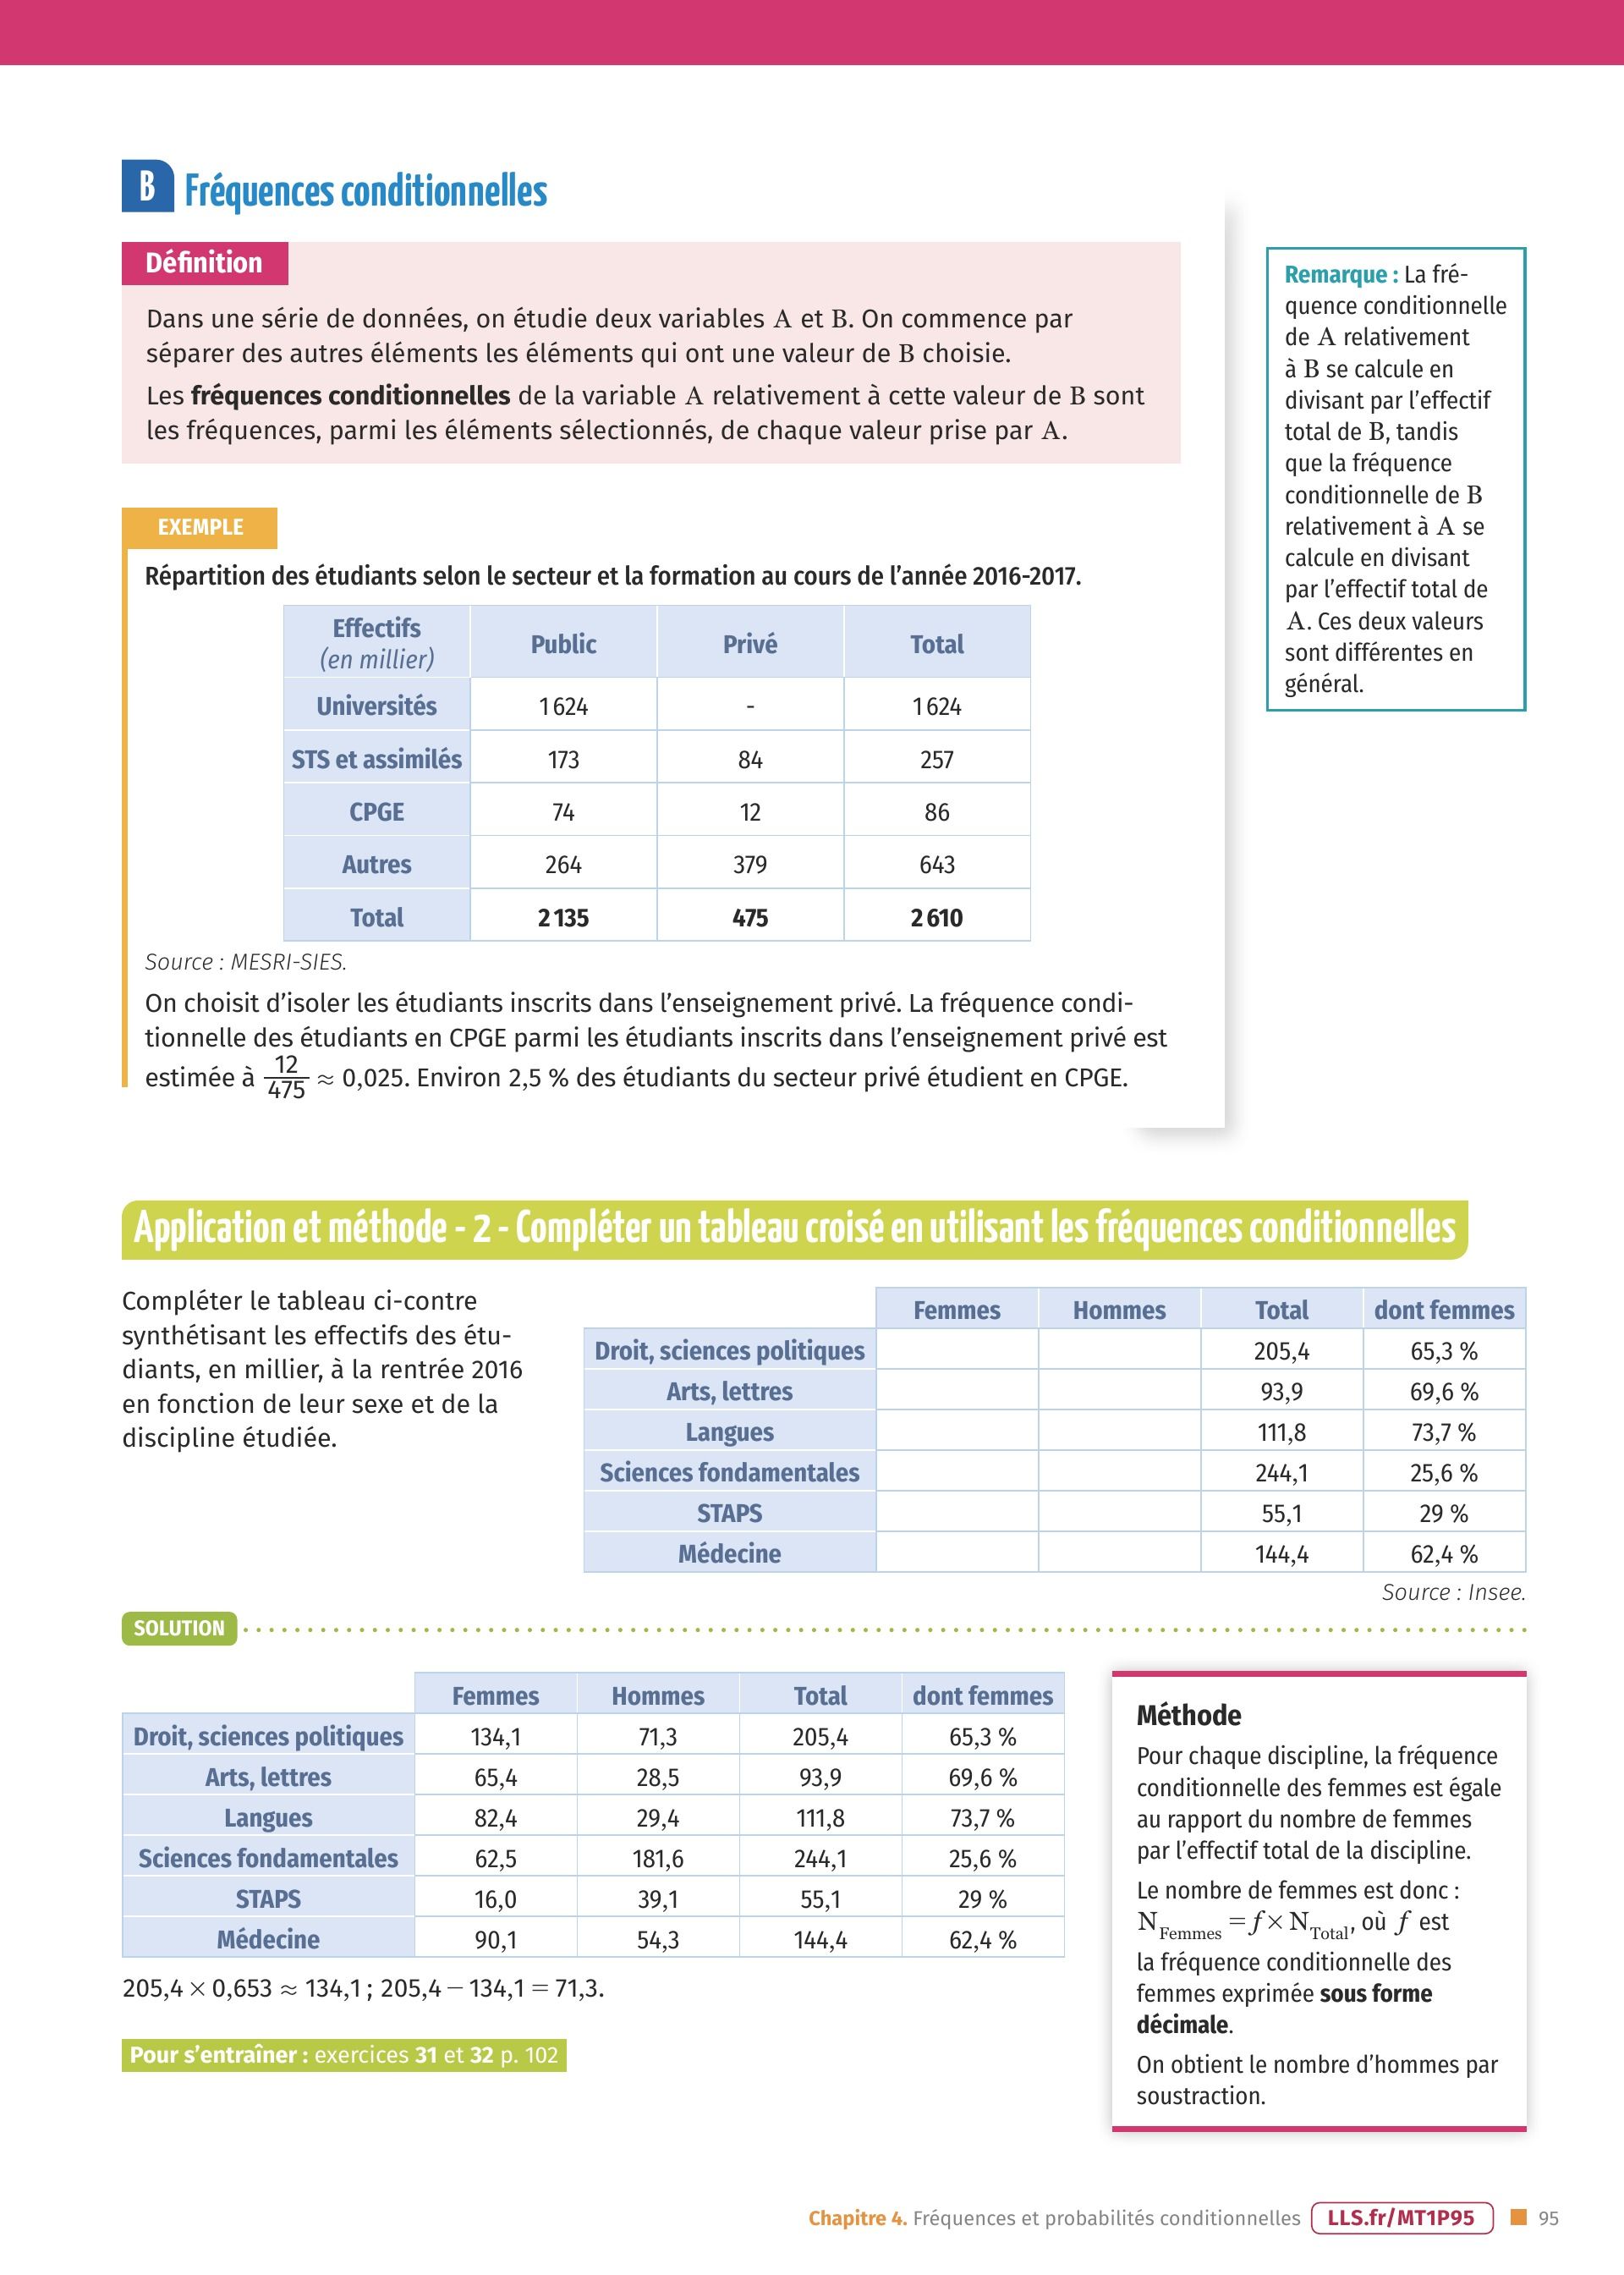 B Fréquences conditionnelles
Définition
Dans une série de données, on étudie deux variables A et B. On commence par
séparer des autres éléments les éléments qui ont une valeur de B choisie.
Les fréquences conditionnelles de la variable A relativement à cette valeur de B sont
les fréquences, parmi les éléments sélectionnés, de chaque valeur prise par A.
Remarque : La fré-
quence conditionnelle
de A relativement
à B se calcule en
divisant par l'effectif
total de B, tandis
que la fréquence
conditionnelle de B
relativement à A se
calcule en divisant
par l'effectif total de
A. Ces deux valeurs
sont différentes en
général.
EXEMPLE
Répartition des étudiants selon le secteur et la formation au cours de l'année 2016-2017.
Effectifs
(en millier) Public Privé Total
Universités 1 624 - 1 624
STS et assimilés 173 84 257
CPGE 74 12 86
Autres 264 379 643
Total 2 135 475 2 610
Source : MESRI-SIES.
On choisit d'isoler les étudiants inscrits dans l'enseignement privé. La fréquence condi-
tionnelle des étudiants en CPGE parmi les étudiants inscrits dans l'enseignement privé est
estimée à 12/475 ≈ 0,025. Environ 2,5 % des étudiants du secteur privé étudient en CPGE.
Application et méthode - 2 - Compléter un tableau croisé en utilisant les fréquences conditionnelles
Compléter le tableau ci-contre
synthétisant les effectifs des étu-
diants, en millier, à la rentrée 2016
en fonction de leur sexe et de la
discipline étudiée.
Femmes Hommes Total dont femmes
Droit, sciences politiques 205,4 65,3 %
Arts, lettres 93,9 69,6 %
Langues 111,8 73,7 %
Sciences fondamentales 244,1 25,6 %
STAPS 55,1 29 %
Médecine 144,4 62,4 %
Source : Insee.
SOLUTION
Femmes Hommes Total dont femmes
Droit, sciences politiques 134,1 71,3 205,4 65,3 %
Arts, lettres 65,4 28,5 93,9 69,6 %
Langues 82,4 29,4 111,8 73,7 %
Sciences fondamentales 62,5 181,6 244,1 25,6 %
STAPS 16,0 39,1 55,1 29 %
Médecine 90,1 54,3 144,4 62,4 %
205,4 × 0,653 ≈ 134,1 ; 205,4 − 134,1 = 71,3.
Pour s'entraîner : exercices 31 et 32 p. 102
Méthode
Pour chaque discipline, la fréquence
conditionnelle des femmes est égale
au rapport du nombre de femmes
par l'effectif total de la discipline.
Le nombre de femmes est donc :
N Femmes = f × N Total, où f est
la fréquence conditionnelle des
femmes exprimée sous forme
décimale.
On obtient le nombre d'hommes par
soustraction.
Chapitre 4. Fréquences et probabilités conditionnelles LLS.fr/MT1P95 95